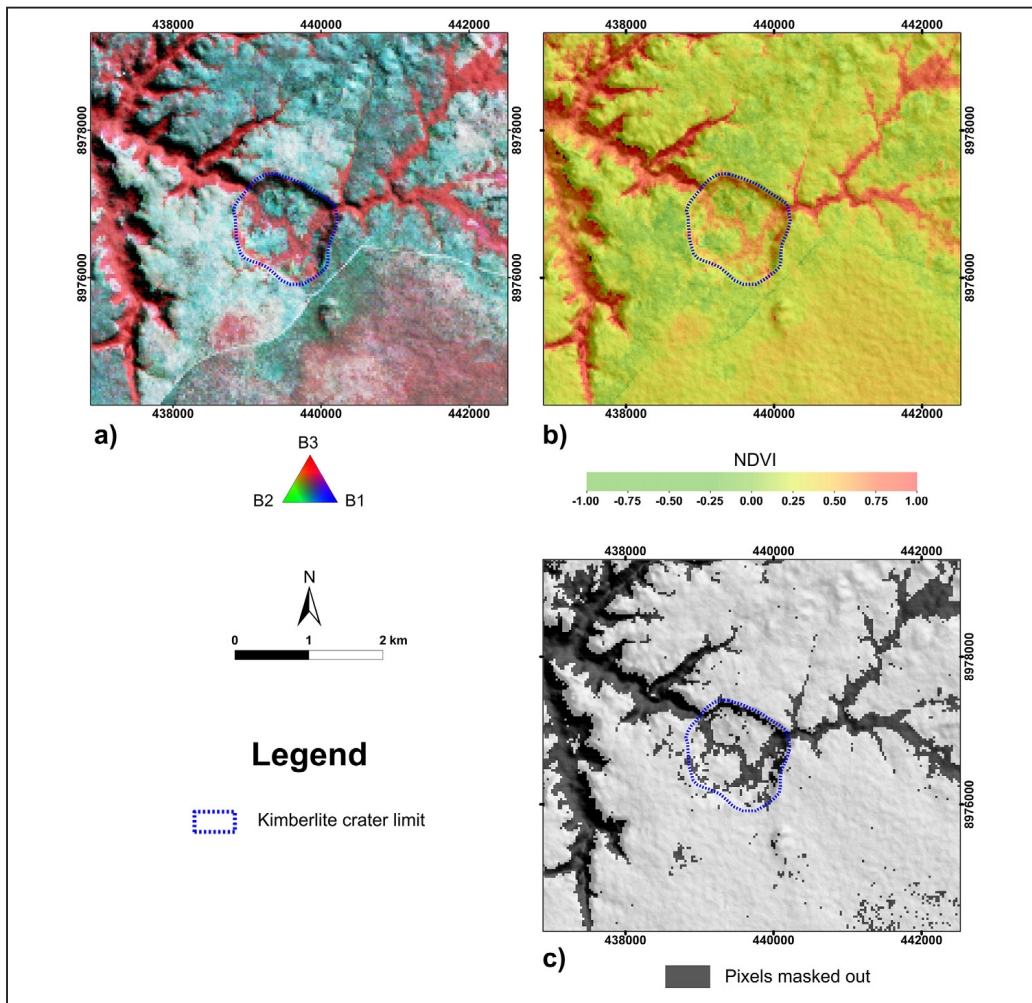 438000 440000 442000
438000 440000 442000
8978000
8976000
8978000
8976000
438000 440000 442000
438000 440000 442000
a)
b)
B3
B2 B1
NDVI
-1.00 -0.75 -0.50 -0.25 0.00 0.25 0.50 0.75 1.00
N
0 1 2 km
Legend
Kimberlite crater limit
438000 440000 442000
8978000
8976000
438000 440000 442000
c)
Pixels masked out